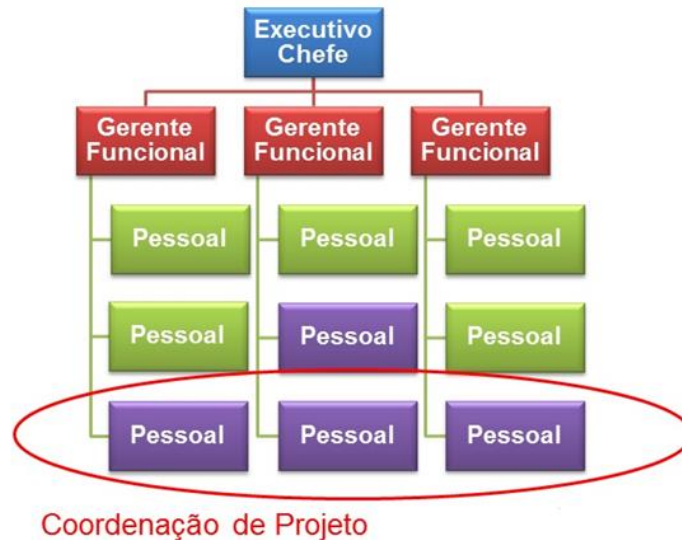 Executivo
Chefe
Gerente
Funcional
Gerente
Funcional
Gerente
Funcional
Pessoal
Pessoal
Pessoal
Pessoal
Pessoal
Pessoal
Pessoal
Pessoal
Pessoal
Coordenação de Projeto